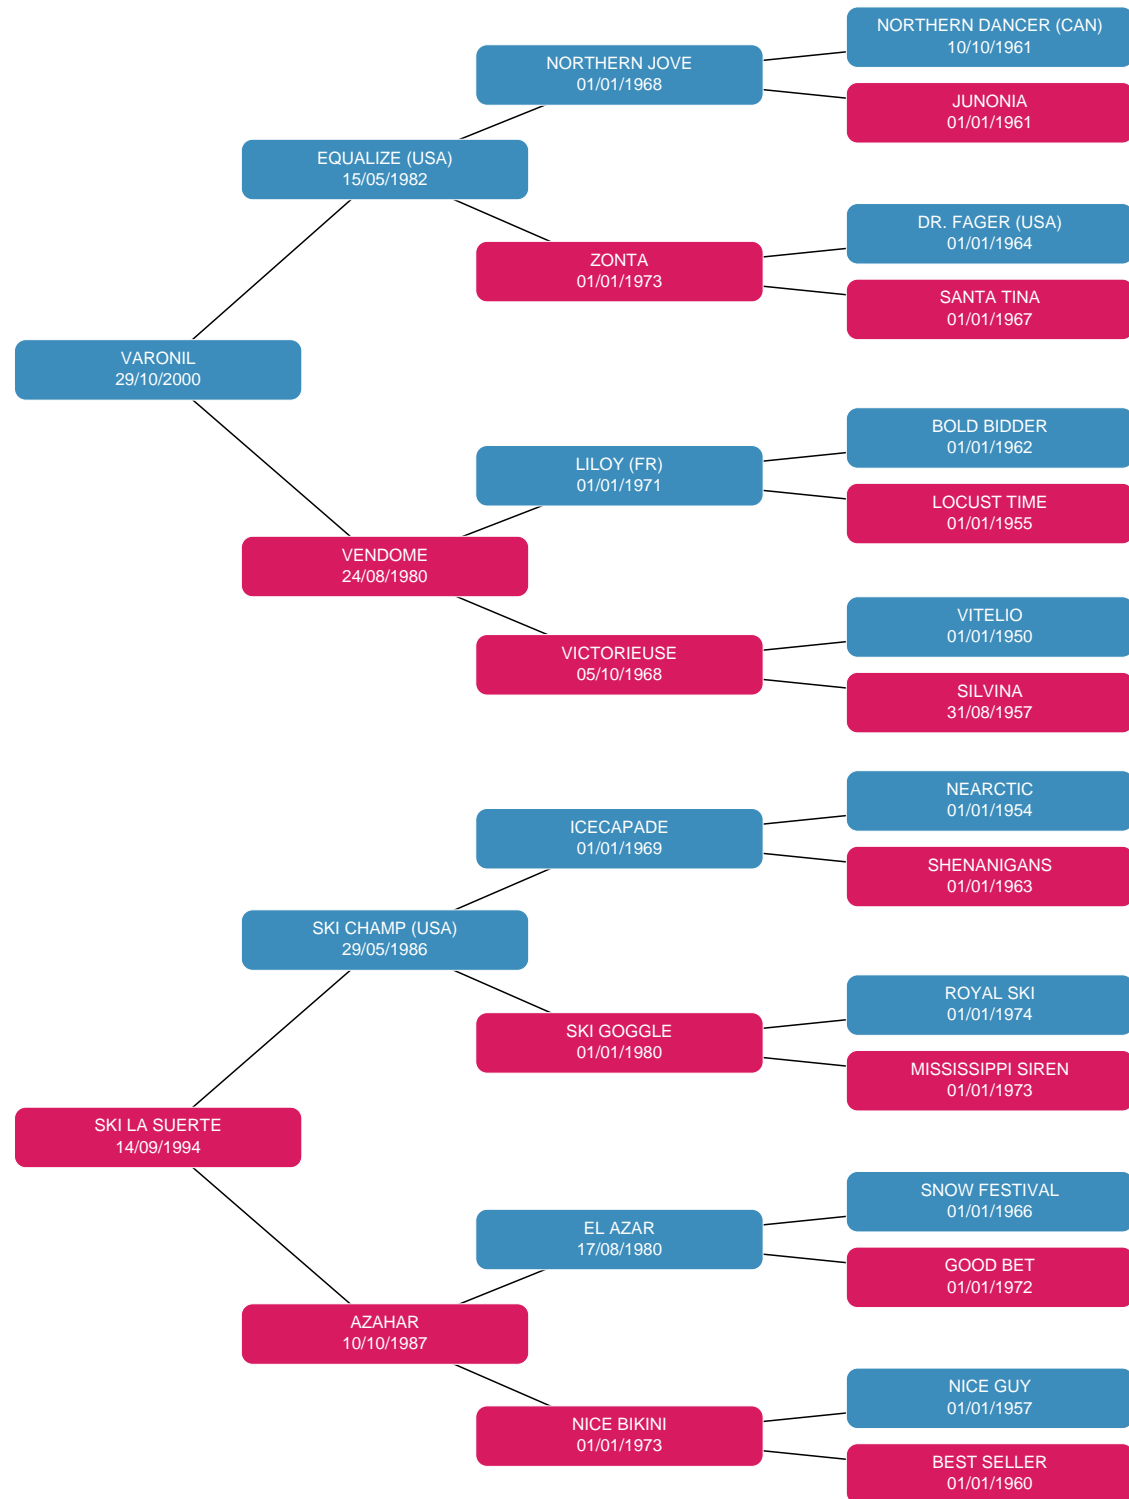 NORTHERN DANCER (CAN)
10/10/1961
NORTHERN JOVE
01/01/1968
JUNONIA
01/01/1961
EQUALIZE (USA)
15/05/1982
DR. FAGER (USA)
01/01/1964
ZONTA
01/01/1973
SANTA TINA
01/01/1967
VARONIL
29/10/2000
BOLD BIDDER
01/01/1962
LILOY (FR)
01/01/1971
LOCUST TIME
01/01/1955
VENDOME
24/08/1980
VITELIO
01/01/1950
VICTORIEUSE
05/10/1968
SILVINA
31/08/1957
NEARCTIC
01/01/1954
ICECAPADE
01/01/1969
SHENANIGANS
01/01/1963
SKI CHAMP (USA)
29/05/1986
ROYAL SKI
01/01/1974
SKI GOGGLE
01/01/1980
MISSISSIPPI SIREN
01/01/1973
SKI LA SUERTE
14/09/1994
SNOW FESTIVAL
01/01/1966
EL AZAR
17/08/1980
GOOD BET
01/01/1972
AZAHAR
10/10/1987
NICE GUY
01/01/1957
NICE BIKINI
01/01/1973
BEST SELLER
01/01/1960